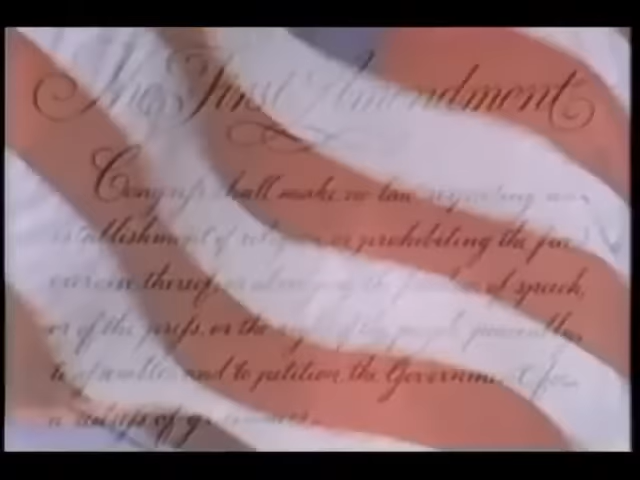 The First Amendment
Congreſs shall make no law respecting an
establishment of religion, or prohibiting the free
exercise thereof; or abridging the freedom of speech,
or of the preſs, or the right of the people peaceably
to aſsemble, and to petition the Government for
a redreſs of grievances.